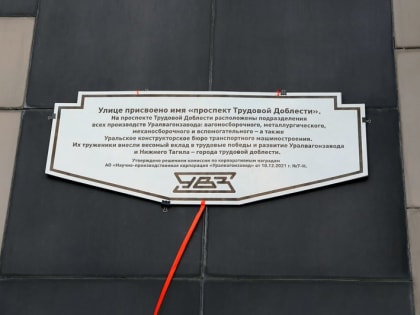 Улице присвоено имя «проспект Трудовой Доблести».
На проспекте Трудовой Доблести расположены подразделения
всех производств Уралвагонзавода: вагоносборочного, металлургического,
механосборочного и вспомогательного – а также
Уральское конструкторское бюро транспортного машиностроения.
Их труженики внесли весомый вклад в трудовые победы и развитие Уралвагонзавода
и Нижнего Тагила – города трудовой доблести.
Утверждено решением комиссии по корпоративным наградам
АО «Научно-производственная корпорация «Уралвагонзавод» от 10.12.2021 г. №7-К.
УВЗ